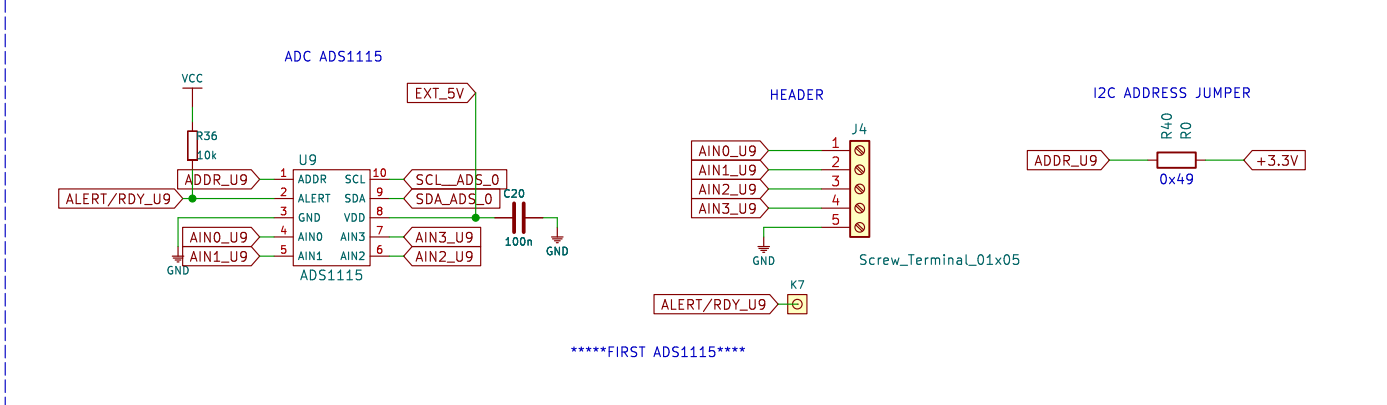 ADC ADS1115
VCC
R36
10k
EXT_5V
U9
ADDR_U9
1
ADDR
SCL
10
SCL__ADS_0
ALERT/RDY_U9
2
ALERT
SDA
9
SDA_ADS_0
C20
3
GND
VDD
8
100n
GND
AIN0_U9
4
AIN0
AIN3
7
AIN3_U9
AIN1_U9
5
AIN1
AIN2
6
AIN2_U9
GND
ADS1115
HEADER
J4
AIN0_U9
1
AIN1_U9
2
AIN2_U9
3
AIN3_U9
4
5
GND
Screw_Terminal_01x05
K7
ALERT/RDY_U9
I2C ADDRESS JUMPER
R40
R0
ADDR_U9
+3.3V
0x49
*****FIRST ADS1115****